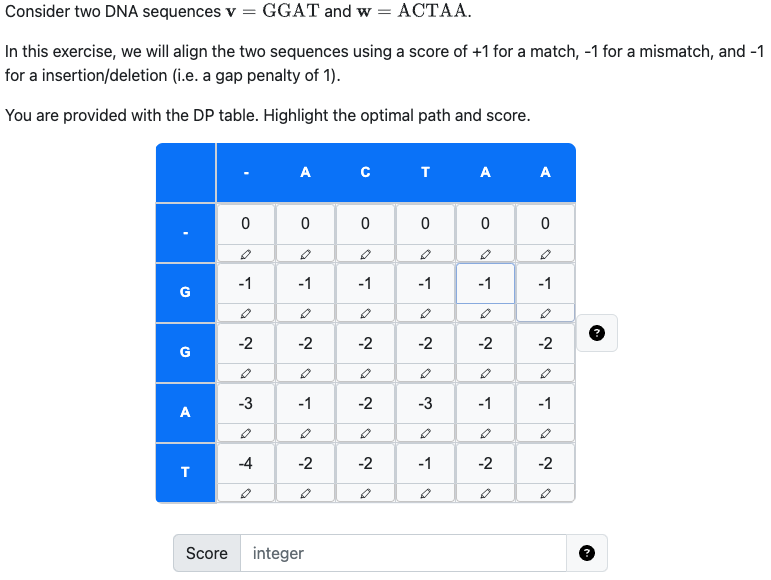 Consider two DNA sequences v = GGAT and w = ACTAA.
In this exercise, we will align the two sequences using a score of +1 for a match, -1 for a mismatch, and -1
for a insertion/deletion (i.e. a gap penalty of 1).
You are provided with the DP table. Highlight the optimal path and score.
- A C T A A
- 0 0 0 0 0 0
G -1 -1 -1 -1 -1 -1
G -2 -2 -2 -2 -2 -2
A -3 -1 -2 -3 -1 -1
T -4 -2 -2 -1 -2 -2
?
Score integer ?